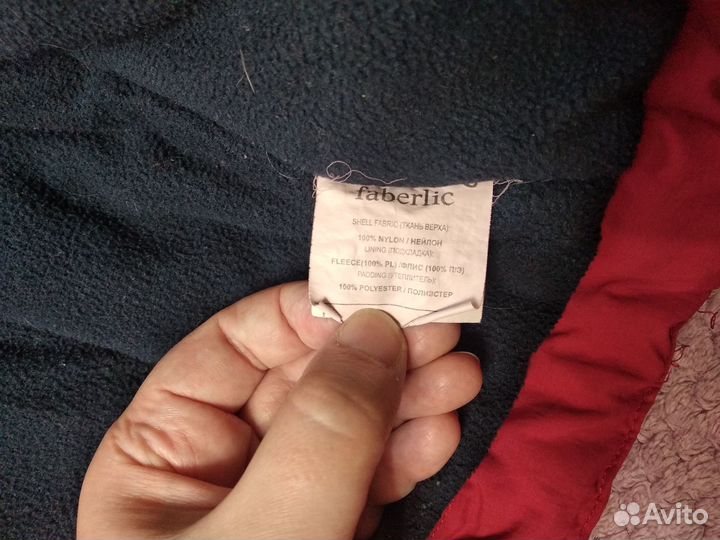 faberlic
SHELL FABRIC (ТКАНЬ ВЕРХА):
100% NYLON / НЕЙЛОН
LINING (ПОДКЛАДКА):
FLEECE(100% PL) /ФЛИС (100% ПЭ)
PADDING (УТЕПЛИТЕЛЬ):
100% POLYESTER / ПОЛИЭСТЕР
Avito